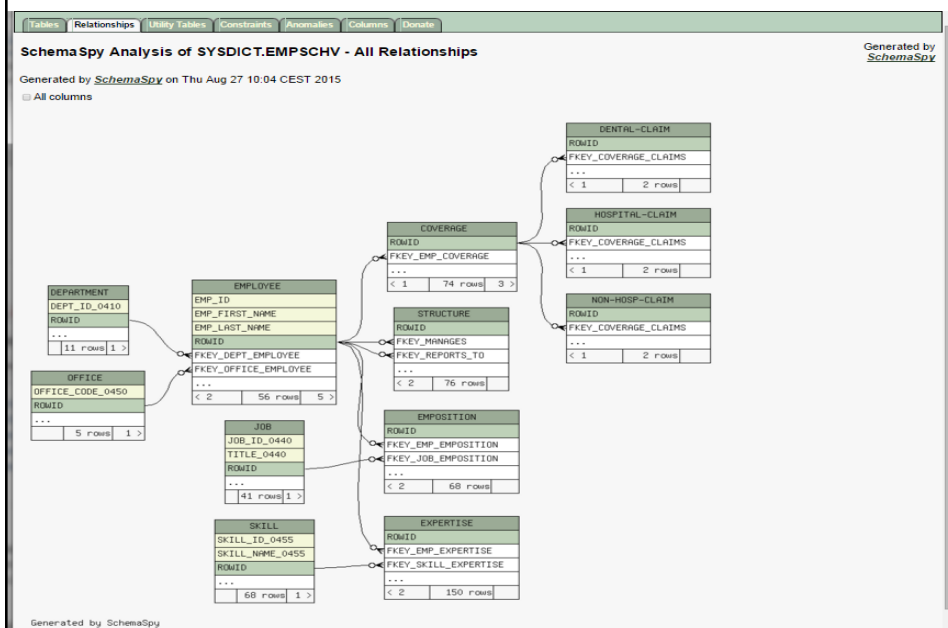 Tables Relationships Utility Tables Constraints Anomalies Columns Donate
SchemaSpy Analysis of SYSDICT.EMPSCHV - All Relationships
Generated by
SchemaSpy
Generated by SchemaSpy on Thu Aug 27 10:04 CEST 2015
All columns
DENTAL-CLAIM
ROWID
FKEY_COVERAGE_CLAIMS
...
< 1 2 rows
HOSPITAL-CLAIM
ROWID
FKEY_COVERAGE_CLAIMS
...
< 1 2 rows
NON-HOSP-CLAIM
ROWID
FKEY_COVERAGE_CLAIMS
...
< 1 2 rows
COVERAGE
ROWID
FKEY_EMP_COVERAGE
...
< 1 74 rows 3 >
STRUCTURE
ROWID
FKEY_MANAGES
FKEY_REPORTS_TO
...
< 2 76 rows
EMPLOYEE
EMP_ID
EMP_FIRST_NAME
EMP_LAST_NAME
ROWID
FKEY_DEPT_EMPLOYEE
FKEY_OFFICE_EMPLOYEE
...
< 2 56 rows 5 >
DEPARTMENT
DEPT_ID_0410
ROWID
...
11 rows 1 >
OFFICE
OFFICE_CODE_0450
ROWID
...
5 rows 1 >
JOB
JOB_ID_0440
TITLE_0440
ROWID
...
41 rows 1 >
EMPOSITION
ROWID
FKEY_EMP_EMPOSITION
FKEY_JOB_EMPOSITION
...
< 2 68 rows
SKILL
SKILL_ID_0455
SKILL_NAME_0455
ROWID
...
68 rows 1 >
EXPERTISE
ROWID
FKEY_EMP_EXPERTISE
FKEY_SKILL_EXPERTISE
...
< 2 150 rows
Generated by SchemaSpy